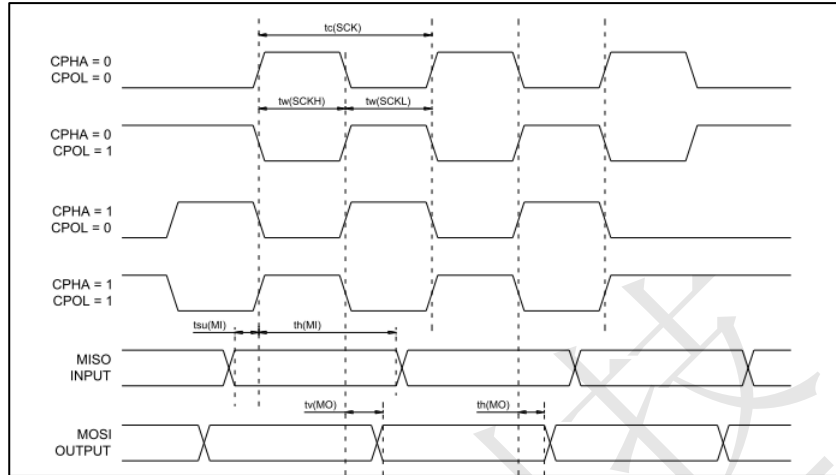 tc(SCK)
CPHA = 0
CPOL = 0
tw(SCKH)
tw(SCKL)
CPHA = 0
CPOL = 1
CPHA = 1
CPOL = 0
CPHA = 1
CPOL = 1
tsu(MI)
th(MI)
MISO
INPUT
tv(MO)
th(MO)
MOSI
OUTPUT